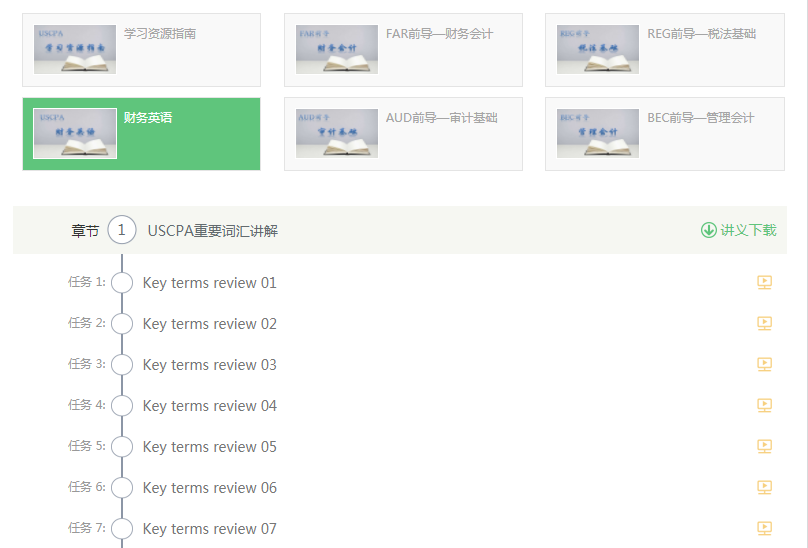 USCPA
学习资源指南
学习资源指南
FAR前导
财务会计
FAR前导—财务会计
REG前导
税法基础
REG前导—税法基础
USCPA
财务英语
财务英语
AUD前导
审计基础
AUD前导—审计基础
BEC前导
管理会计
BEC前导—管理会计
章节 1 USCPA重要词汇讲解 讲义下载
任务 1: Key terms review 01
任务 2: Key terms review 02
任务 3: Key terms review 03
任务 4: Key terms review 04
任务 5: Key terms review 05
任务 6: Key terms review 06
任务 7: Key terms review 07